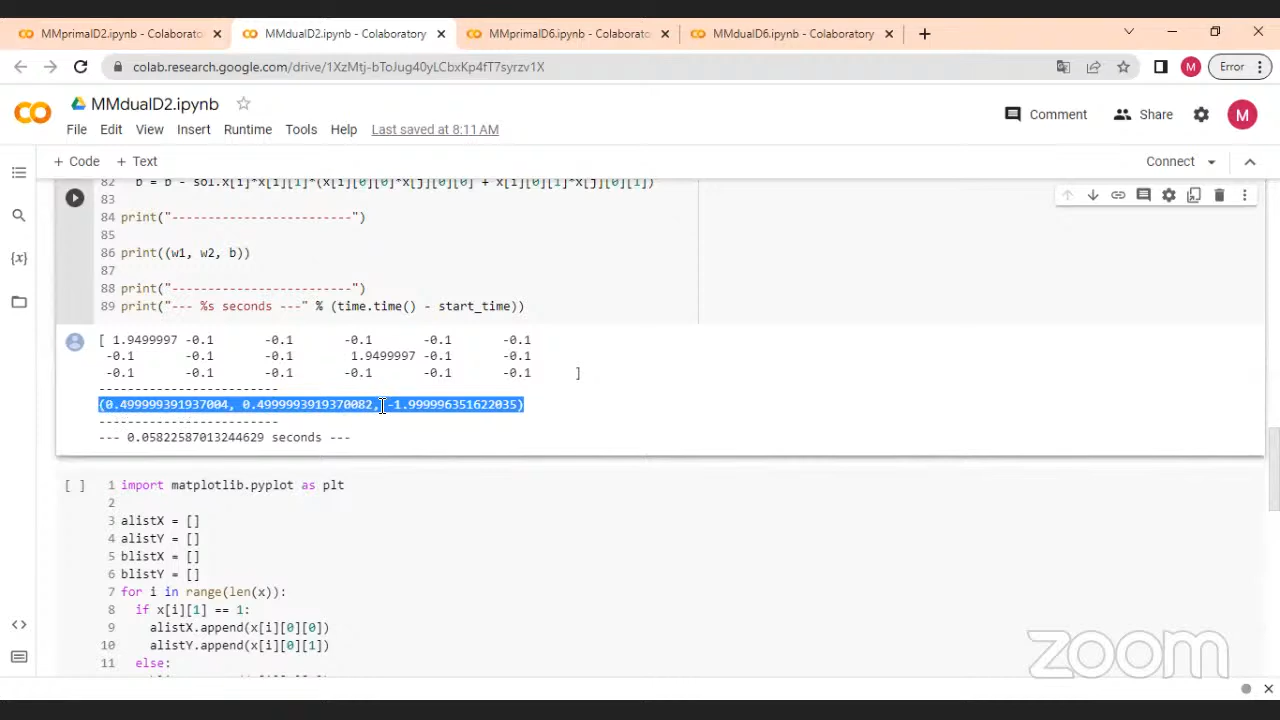 MMprimalD2.ipynb - Colaborato
MMdualD2.ipynb - Colaboratory
MMprimalD6.ipynb - Colaborato
MMdualD6.ipynb - Colaboratory
colab.research.google.com/drive/1XzMtj-bToJug40yLCbxKp4fT7syrzv1X
M
Error
MMdualD2.ipynb
Comment
Share
M
File Edit View Insert Runtime Tools Help Last saved at 8:11 AM
+ Code + Text
Connect
82 b = b - sol.x[i]*x[i][1]*(x[i][0][0]*x[j][0][0] + x[i][0][1]*x[j][0][1])
83
84 print("-------------------------")
85
86 print((w1, w2, b))
87
88 print("-------------------------")
89 print("--- %s seconds ---" % (time.time() - start_time))
[ 1.9499997 -0.1 -0.1 -0.1 -0.1 -0.1
-0.1 -0.1 -0.1 1.9499997 -0.1 -0.1
-0.1 -0.1 -0.1 -0.1 -0.1 -0.1 ]
-------------------------
(0.499999391937004, 0.4999993919370082, -1.999996351622035)
-------------------------
--- 0.05822587013244629 seconds ---
[ ] 1 import matplotlib.pyplot as plt
2
3 alistX = []
4 alistY = []
5 blistX = []
6 blistY = []
7 for i in range(len(x)):
8 if x[i][1] == 1:
9 alistX.append(x[i][0][0])
10 alistY.append(x[i][0][1])
11 else:
zoom